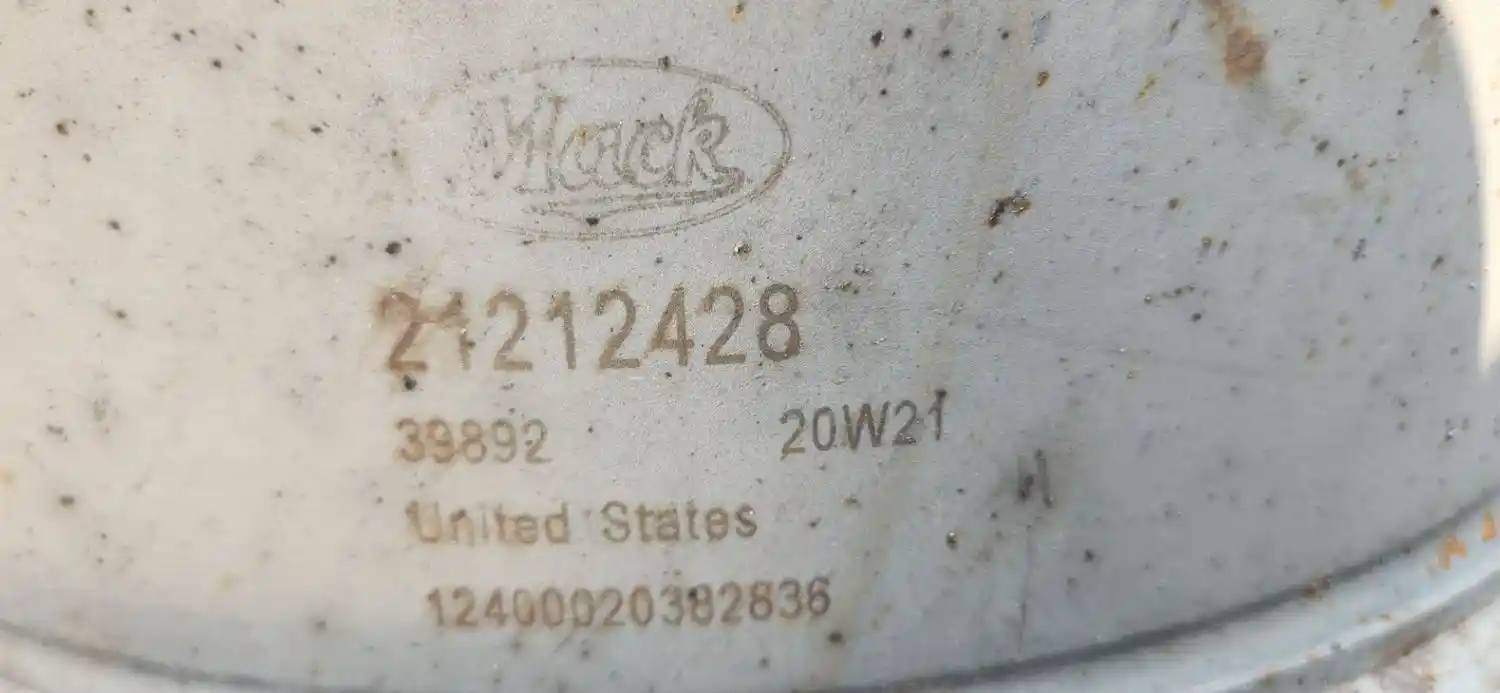 Mack
21212428
39892 20W21
United States
12400020382836